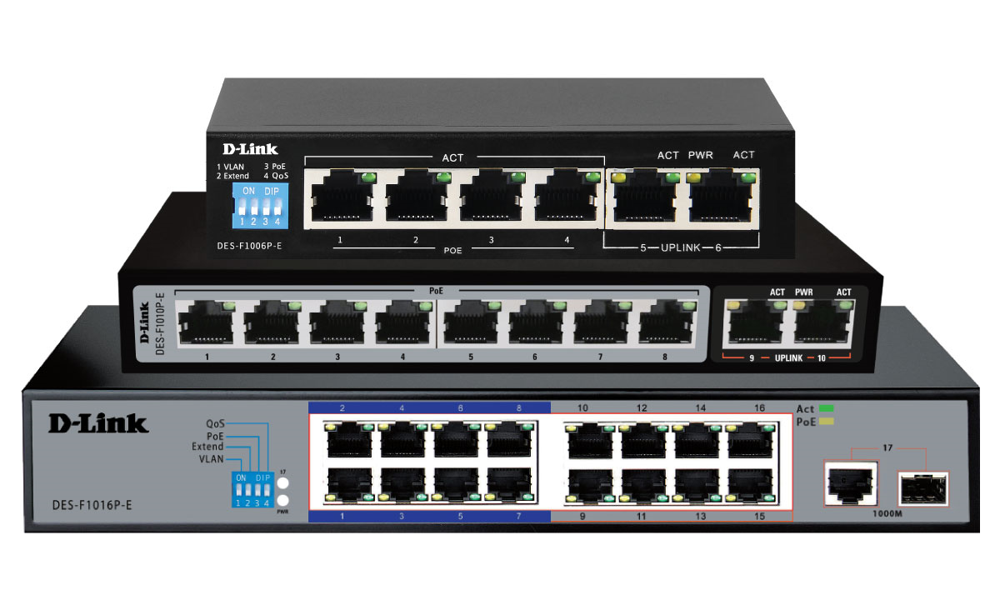 D-Link
ACT
ACT PWR ACT
1 VLAN 3 PoE
2 Extend 4 QoS
ON DIP
1 2 3 4
1 2 3 4
POE
5 UPLINK 6
DES-F1006P-E
D-Link
DES-F1010P-E
PoE
ACT PWR ACT
1 2 3 4 5 6 7 8
9 UPLINK 10
D-Link
2 4 6 8 10 12 14 16
Act
PoE
QoS
PoE
Extend
VLAN
ON DIP
1 2 3 4
17
PWR
17
DES-F1016P-E
1 3 5 7 9 11 13 15
1000M